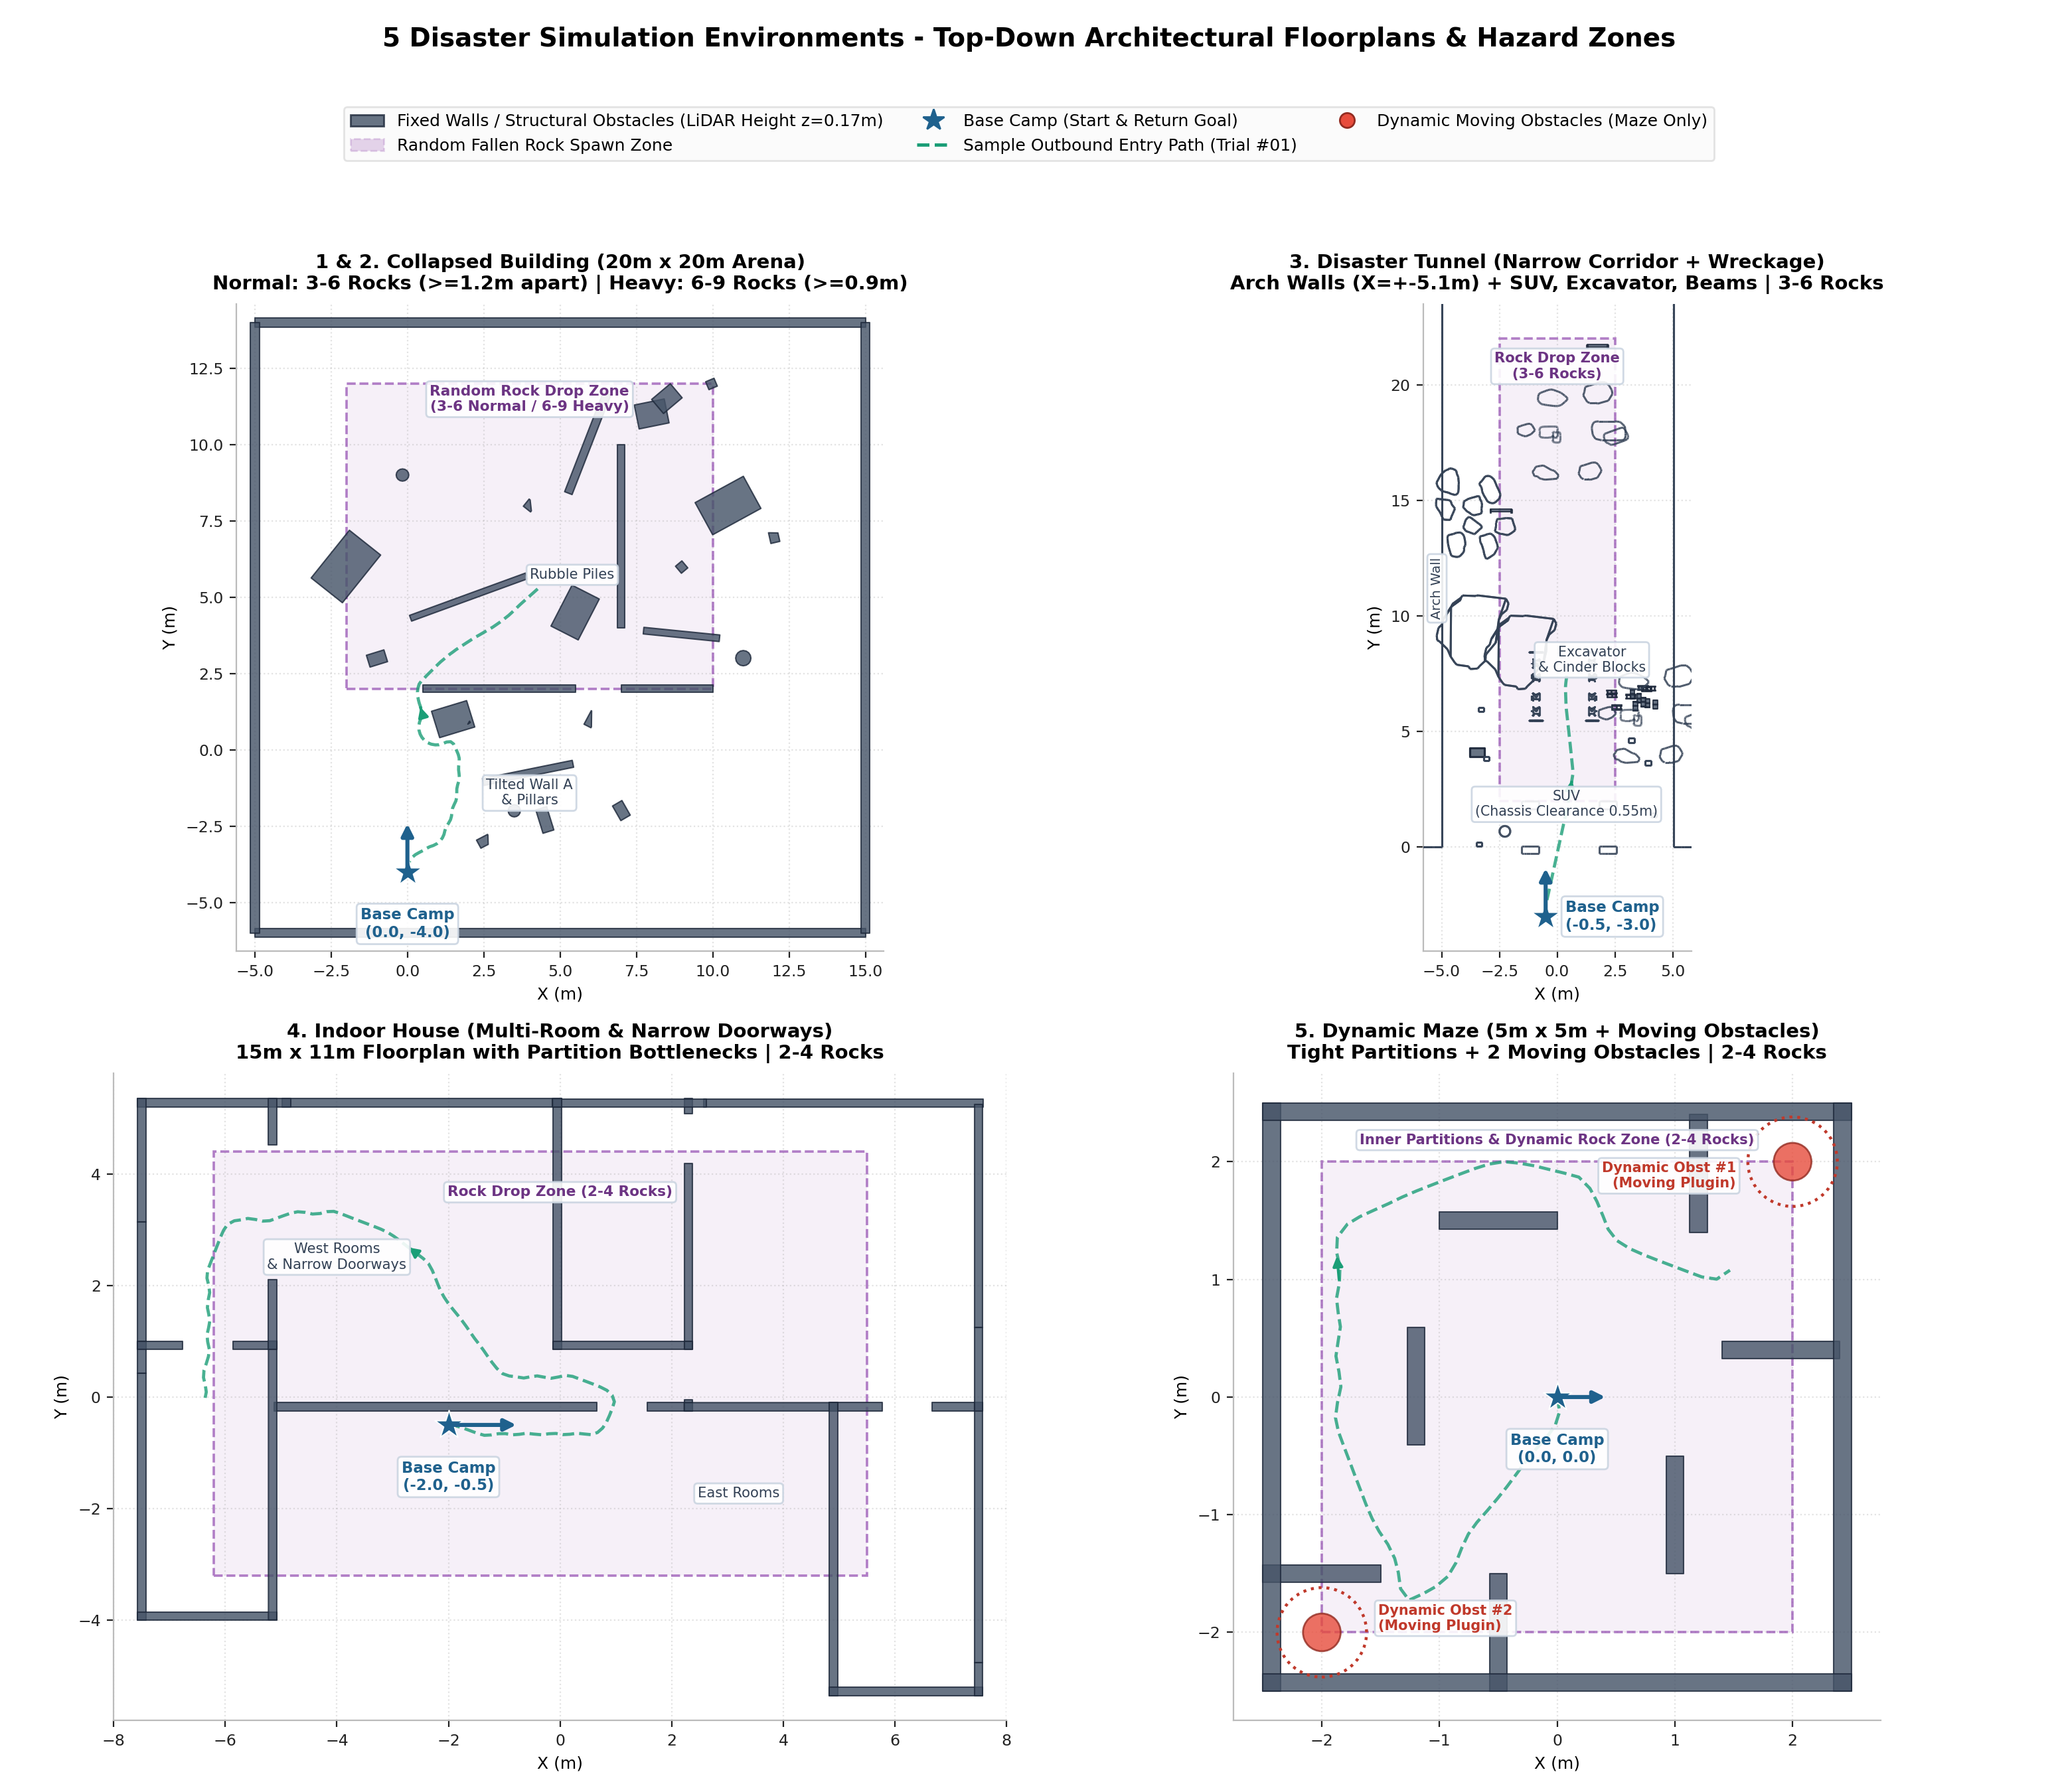 5 Disaster Simulation Environments - Top-Down Architectural Floorplans & Hazard Zones
Fixed Walls / Structural Obstacles (LiDAR Height z=0.17m)
Random Fallen Rock Spawn Zone
Base Camp (Start & Return Goal)
Sample Outbound Entry Path (Trial #01)
Dynamic Moving Obstacles (Maze Only)
1 & 2. Collapsed Building (20m x 20m Arena)
Normal: 3-6 Rocks (>=1.2m apart) | Heavy: 6-9 Rocks (>=0.9m)
Y (m)
12.5
10.0
7.5
5.0
2.5
0.0
−2.5
−5.0
Random Rock Drop Zone
(3-6 Normal / 6-9 Heavy)
Rubble Piles
Tilted Wall A
& Pillars
Base Camp
(0.0, -4.0)
−5.0
−2.5
0.0
2.5
5.0
7.5
10.0
12.5
15.0
X (m)
3. Disaster Tunnel (Narrow Corridor + Wreckage)
Arch Walls (X=+-5.1m) + SUV, Excavator, Beams | 3-6 Rocks
Y (m)
20
15
10
5
0
Rock Drop Zone
(3-6 Rocks)
Arch Wall
Excavator
& Cinder Blocks
SUV
(Chassis Clearance 0.55m)
Base Camp
(-0.5, -3.0)
−5.0
−2.5
0.0
2.5
5.0
X (m)
4. Indoor House (Multi-Room & Narrow Doorways)
15m x 11m Floorplan with Partition Bottlenecks | 2-4 Rocks
Y (m)
4
2
0
−2
−4
Rock Drop Zone (2-4 Rocks)
West Rooms
& Narrow Doorways
Base Camp
(-2.0, -0.5)
East Rooms
−8
−6
−4
−2
0
2
4
6
8
X (m)
5. Dynamic Maze (5m x 5m + Moving Obstacles)
Tight Partitions + 2 Moving Obstacles | 2-4 Rocks
Y (m)
2
1
0
−1
−2
Inner Partitions & Dynamic Rock Zone (2-4 Rocks)
Dynamic Obst #1
(Moving Plugin)
Base Camp
(0.0, 0.0)
Dynamic Obst #2
(Moving Plugin)
−2
−1
0
1
2
X (m)